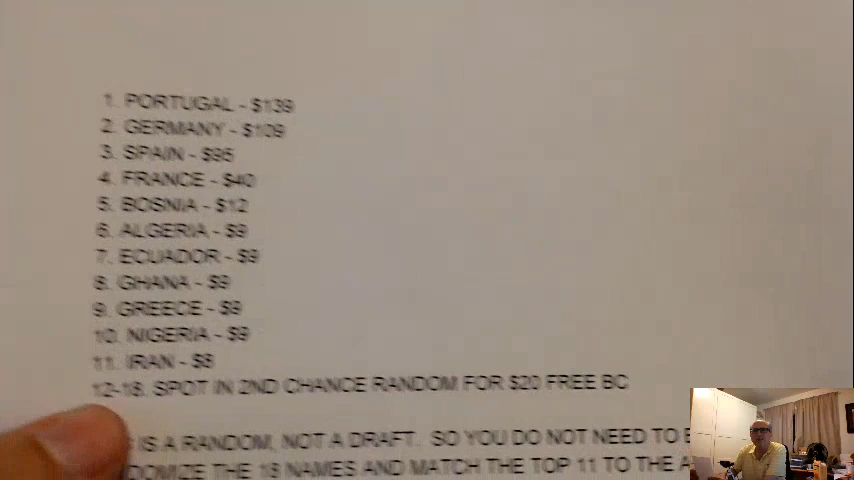 1. PORTUGAL - $139
2. GERMANY - $109
3. SPAIN - $95
4. FRANCE - $40
5. BOSNIA - $12
6. ALGERIA - $9
7. ECUADOR - $9
8. GHANA - $9
9. GREECE - $9
10. NIGERIA - $9
11. IRAN - $8
12-18. SPOT IN 2ND CHANCE RANDOM FOR $20 FREE BC
IS A RANDOM, NOT A DRAFT. SO YOU DO NOT NEED TO
THE 18 NAMES AND MATCH THE TOP 11 TO THE